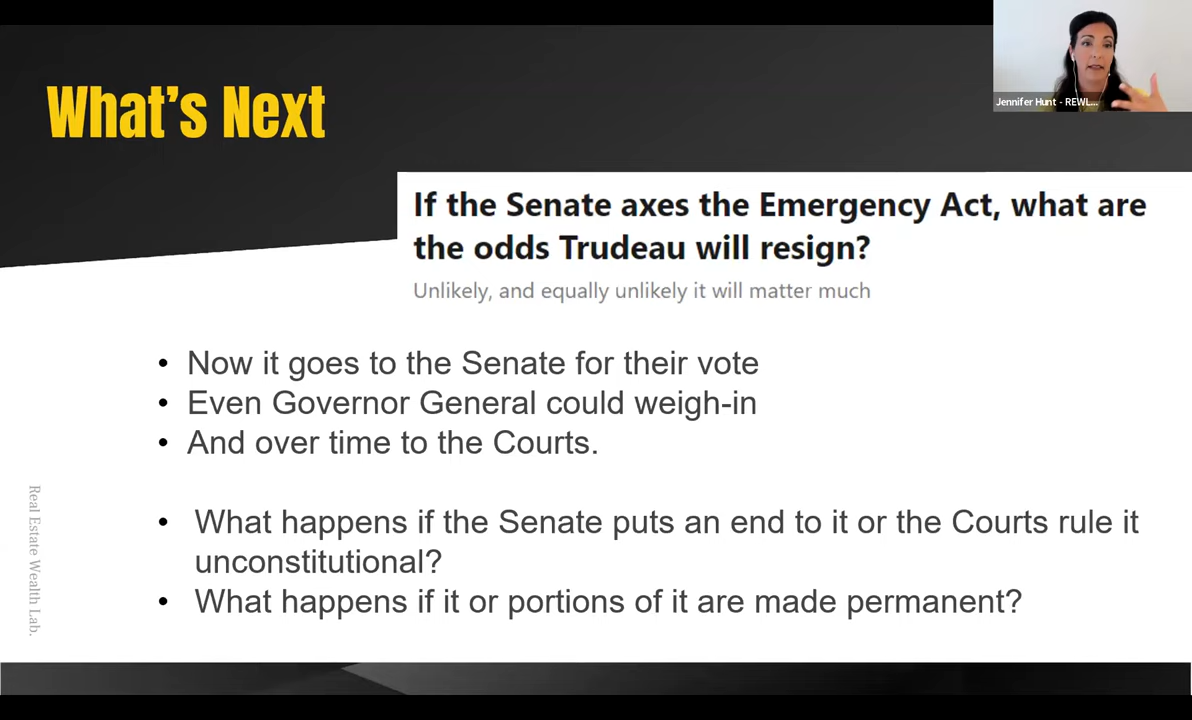 Jennifer Hunt - REWL...
What's Next
If the Senate axes the Emergency Act, what are
the odds Trudeau will resign?
Unlikely, and equally unlikely it will matter much
• Now it goes to the Senate for their vote
• Even Governor General could weigh-in
• And over time to the Courts.
• What happens if the Senate puts an end to it or the Courts rule it
unconstitutional?
• What happens if it or portions of it are made permanent?
Real Estate Wealth Lab.